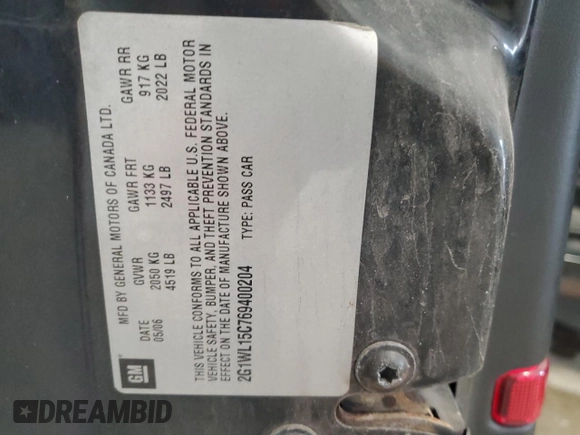 MFD BY GENERAL MOTORS OF CANADA LTD.
DATE GVWR GAWR FRT GAWR RR
05/06 2050 KG 1133 KG 917 KG
4519 LB 2497 LB 2022 LB
THIS VEHICLE CONFORMS TO ALL APPLICABLE U.S. FEDERAL MOTOR
VEHICLE SAFETY, BUMPER, AND THEFT PREVENTION STANDARDS IN
EFFECT ON THE DATE OF MANUFACTURE SHOWN ABOVE.
2G1WL15C769400204 TYPE: PASS CAR
GM
DREAMBID